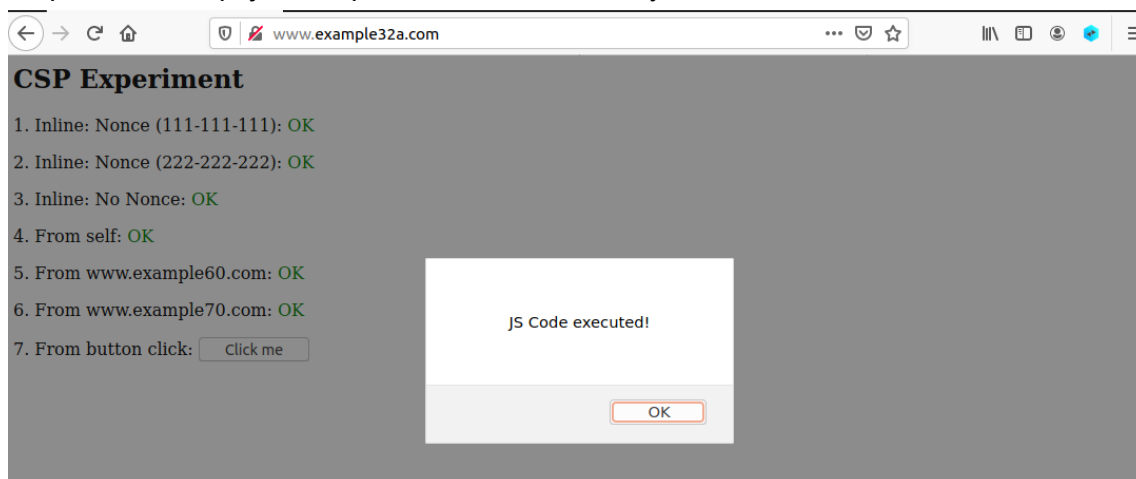 www.example32a.com
CSP Experiment
1. Inline: Nonce (111-111-111): OK
2. Inline: Nonce (222-222-222): OK
3. Inline: No Nonce: OK
4. From self: OK
5. From www.example60.com: OK
6. From www.example70.com: OK
7. From button click: Click me
JS Code executed!
OK